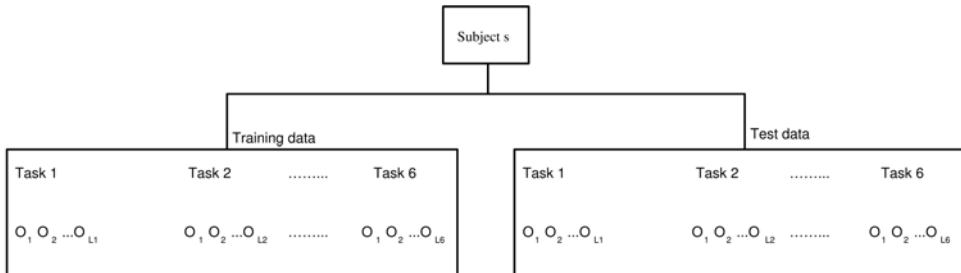 Subject s
Training data
Task 1 Task 2 ......... Task 6
O1 O2 ...OL1 O1 O2 ...OL2 ......... O1 O2 ...OL6
Test data
Task 1 Task 2 ......... Task 6
O1 O2 ...OL1 O1 O2 ...OL2 ......... O1 O2 ...OL6